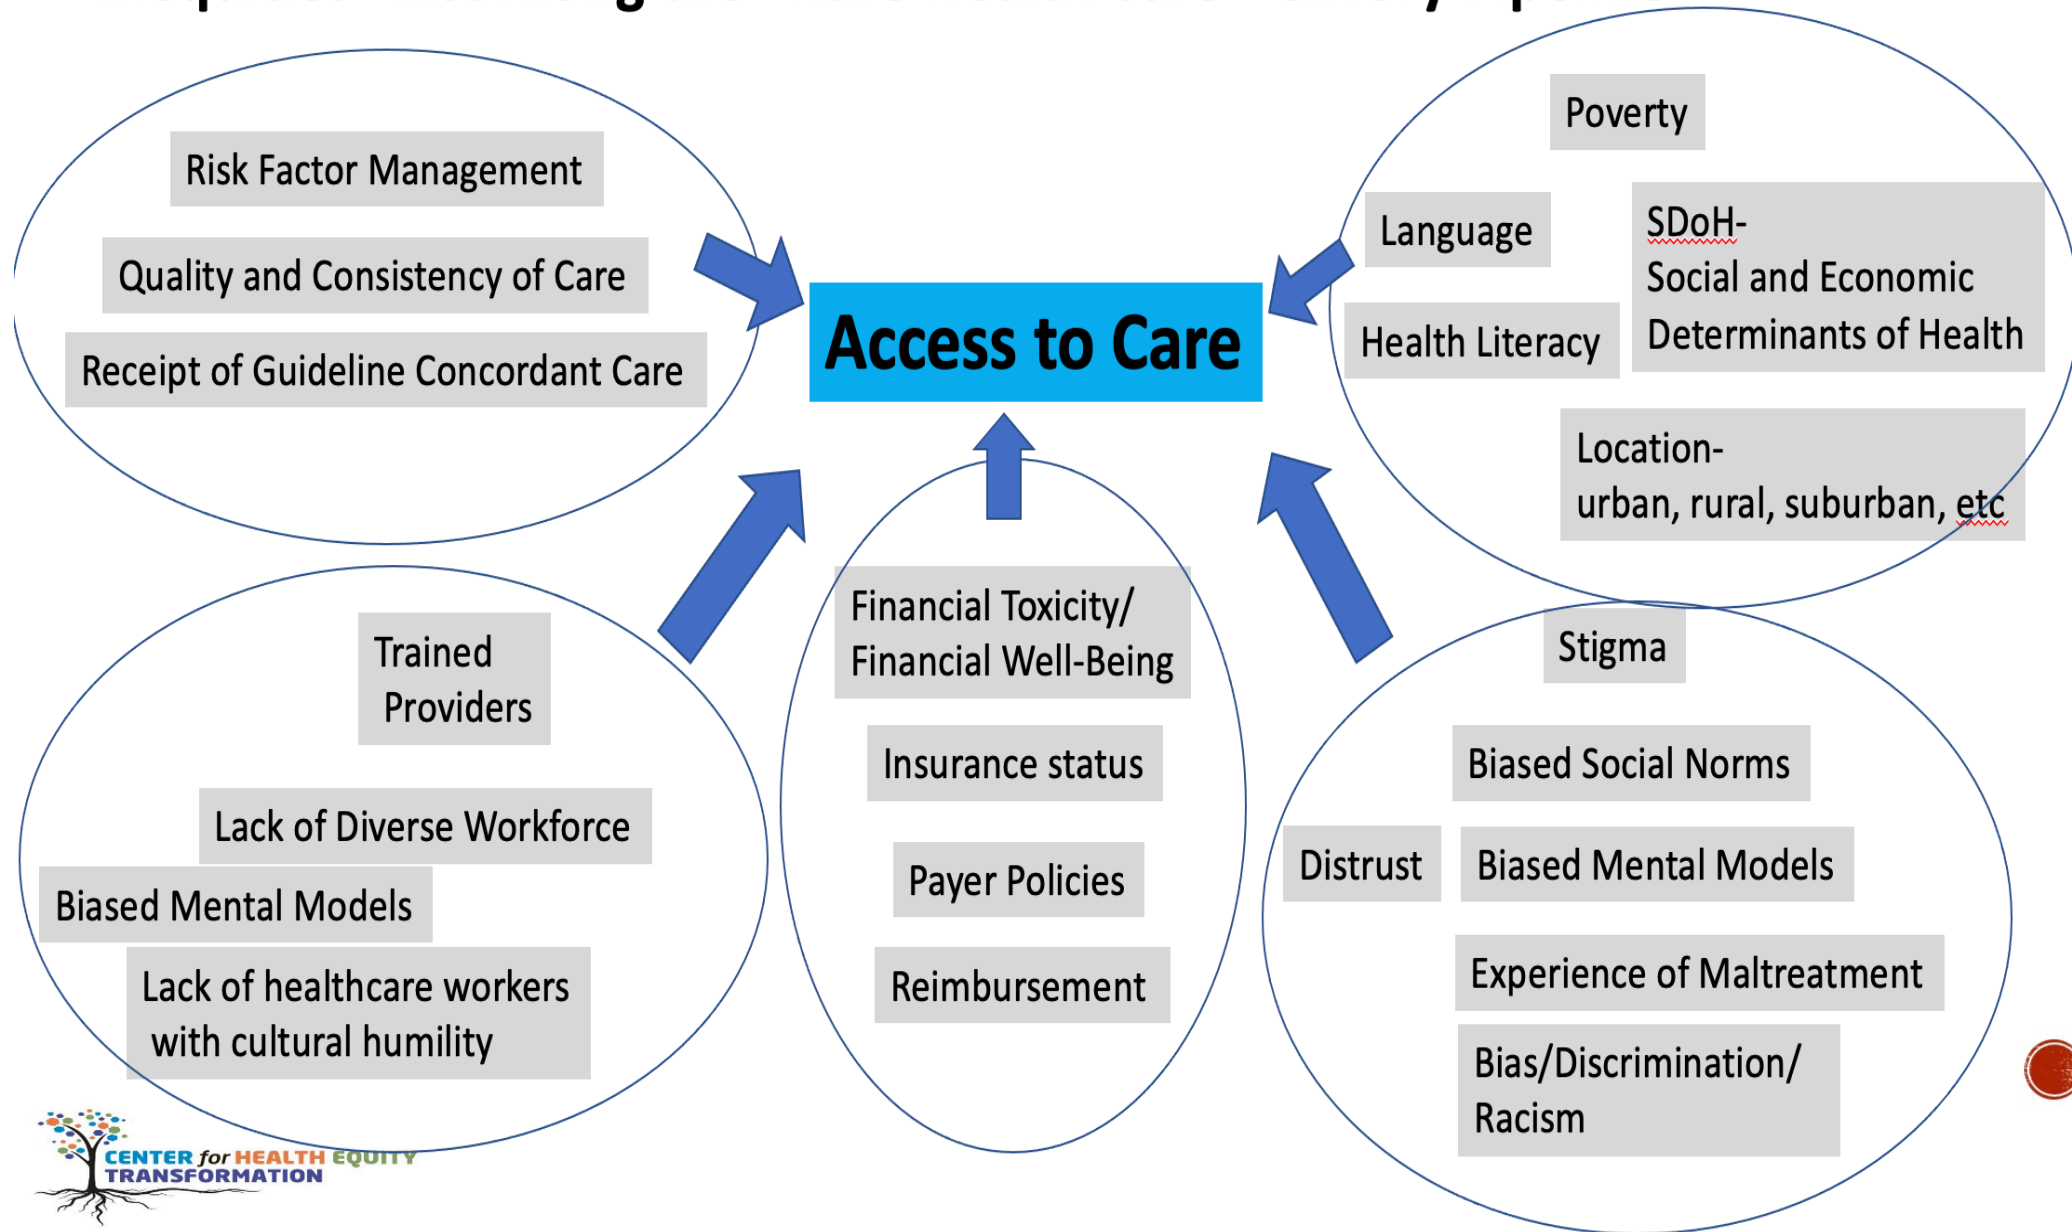 Risk Factor Management
Quality and Consistency of Care
Receipt of Guideline Concordant Care
Access to Care
Poverty
Language
SDoH-
Social and Economic
Determinants of Health
Health Literacy
Location-
urban, rural, suburban, etc
Trained
Providers
Lack of Diverse Workforce
Biased Mental Models
Lack of healthcare workers
with cultural humility
Financial Toxicity/
Financial Well-Being
Insurance status
Payer Policies
Reimbursement
Stigma
Biased Social Norms
Distrust
Biased Mental Models
Experience of Maltreatment
Bias/Discrimination/
Racism
CENTER for HEALTH EQUITY
TRANSFORMATION